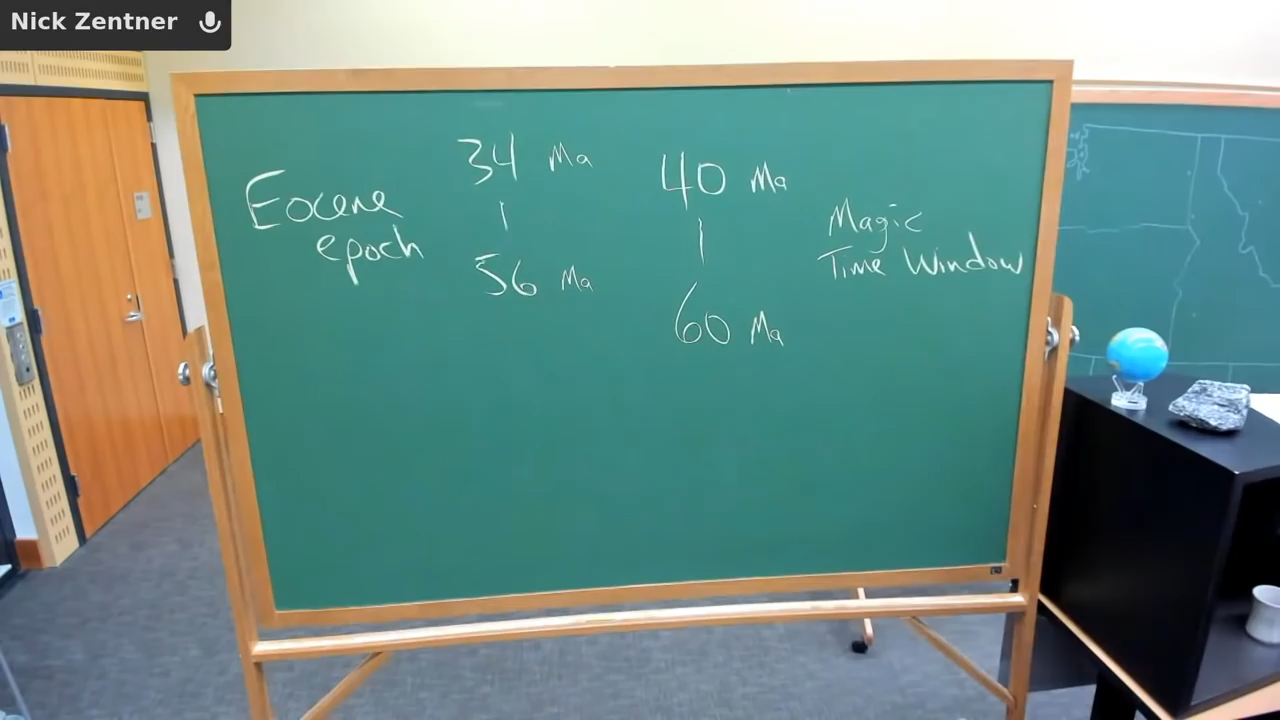 Nick Zentner
Eocene
epoch
34 Ma
|
56 Ma
40 Ma
|
60 Ma
Magic
Time Window